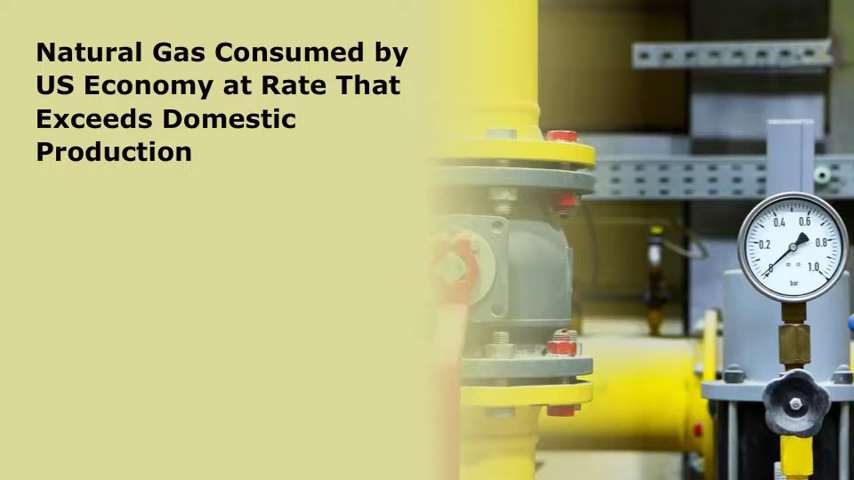 Natural Gas Consumed by
US Economy at Rate That
Exceeds Domestic
Production
0.4 0.6
0.2 0.8
0 1.0
bar